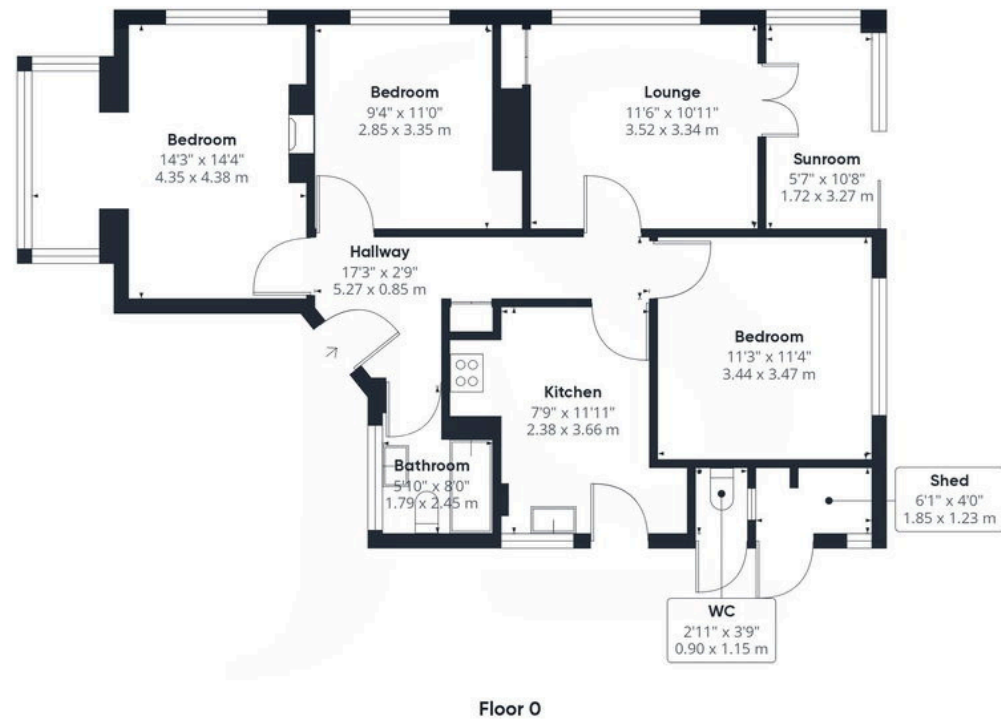 Bedroom
14'3" x 14'4"
4.35 x 4.38 m
Bedroom
9'4" x 11'0"
2.85 x 3.35 m
Lounge
11'6" x 10'11"
3.52 x 3.34 m
Sunroom
5'7" x 10'8"
1.72 x 3.27 m
Hallway
17'3" x 2'9"
5.27 x 0.85 m
Bedroom
11'3" x 11'4"
3.44 x 3.47 m
Kitchen
7'9" x 11'11"
2.38 x 3.66 m
Bathroom
5'10" x 8'0"
1.79 x 2.45 m
Shed
6'1" x 4'0"
1.85 x 1.23 m
WC
2'11" x 3'9"
0.90 x 1.15 m
Floor 0